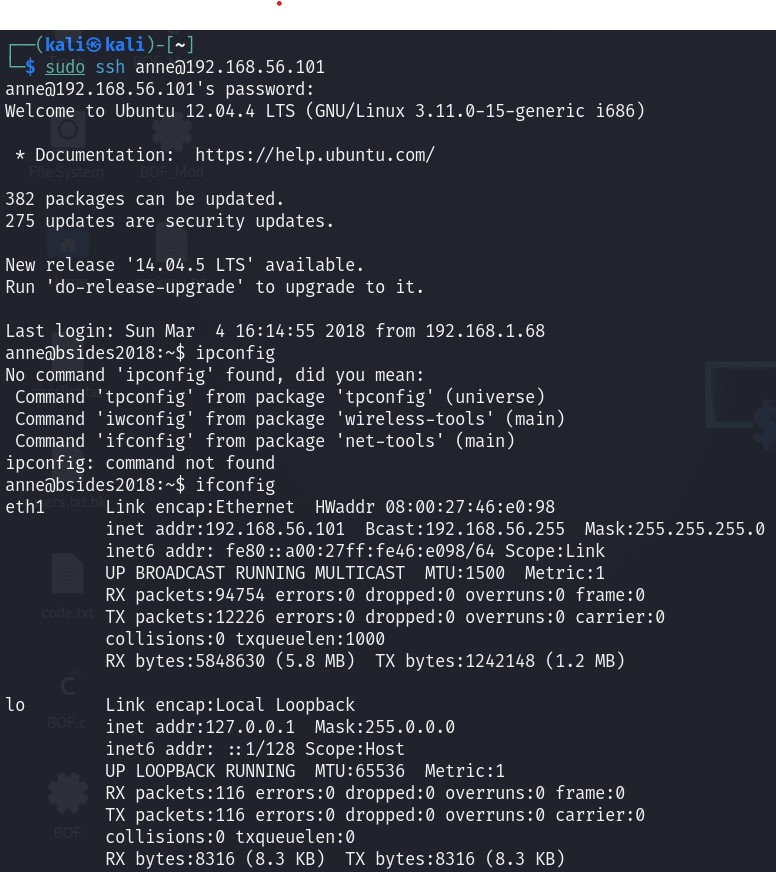 ┌──(kali㉿kali)-[~]
└─$ sudo ssh anne@192.168.56.101
anne@192.168.56.101's password:
Welcome to Ubuntu 12.04.4 LTS (GNU/Linux 3.11.0-15-generic i686)
 * Documentation:  https://help.ubuntu.com/
File System
BOF_Mod
382 packages can be updated.
275 updates are security updates.
New release '14.04.5 LTS' available.
Run 'do-release-upgrade' to upgrade to it.
Last login: Sun Mar  4 16:14:55 2018 from 192.168.1.68
anne@bsides2018:~$ ipconfig
No command 'ipconfig' found, did you mean:
 Command 'tpconfig' from package 'tpconfig' (universe)
 Command 'iwconfig' from package 'wireless-tools' (main)
 Command 'ifconfig' from package 'net-tools' (main)
ipconfig: command not found
anne@bsides2018:~$ ifconfig
eth1      Link encap:Ethernet  HWaddr 08:00:27:46:e0:98
          inet addr:192.168.56.101  Bcast:192.168.56.255  Mask:255.255.255.0
          inet6 addr: fe80::a00:27ff:fe46:e098/64 Scope:Link
          UP BROADCAST RUNNING MULTICAST  MTU:1500  Metric:1
          RX packets:94754 errors:0 dropped:0 overruns:0 frame:0
code.txt
          TX packets:12226 errors:0 dropped:0 overruns:0 carrier:0
          collisions:0 txqueuelen:1000
          RX bytes:5848630 (5.8 MB)  TX bytes:1242148 (1.2 MB)
C
lo        Link encap:Local Loopback
BOF.c
          inet addr:127.0.0.1  Mask:255.0.0.0
          inet6 addr: ::1/128 Scope:Host
          UP LOOPBACK RUNNING  MTU:65536  Metric:1
          RX packets:116 errors:0 dropped:0 overruns:0 frame:0
          TX packets:116 errors:0 dropped:0 overruns:0 carrier:0
BOF
          collisions:0 txqueuelen:0
          RX bytes:8316 (8.3 KB)  TX bytes:8316 (8.3 KB)